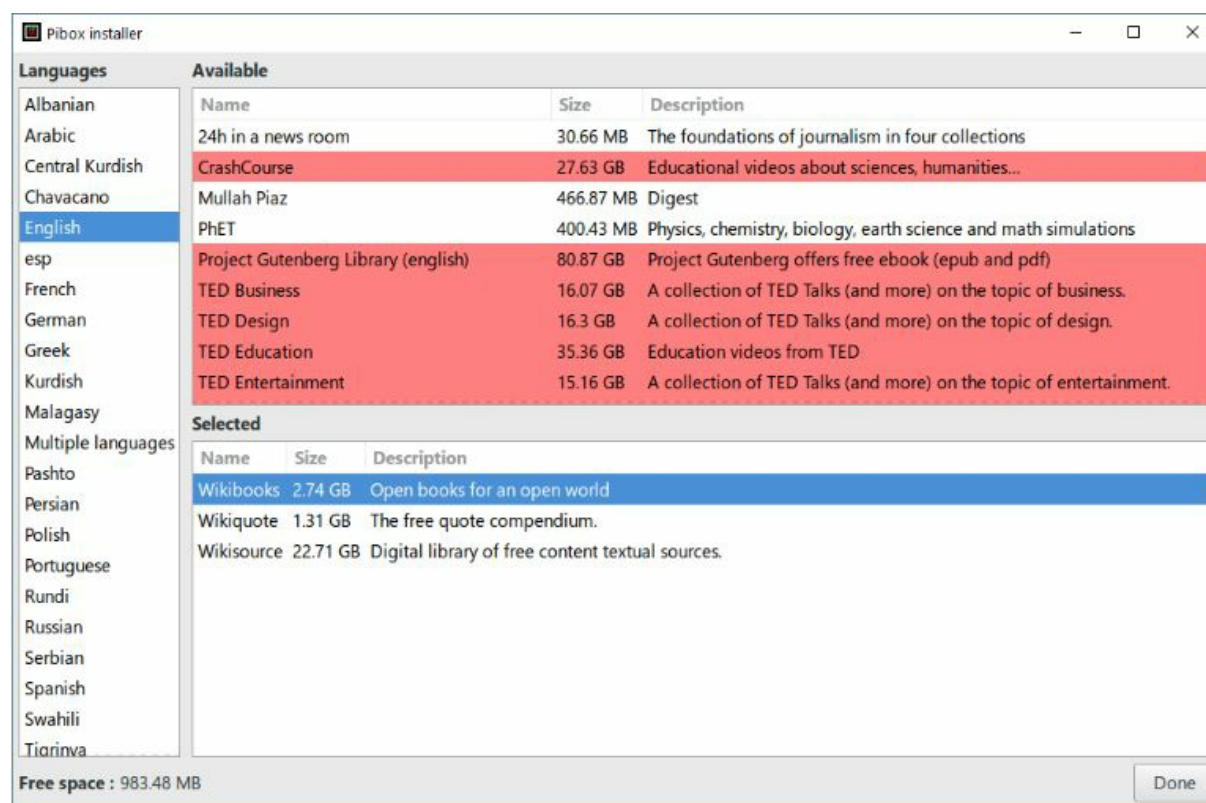 Pibox installer
Languages
Albanian
Arabic
Central Kurdish
Chavacano
English
esp
French
German
Greek
Kurdish
Malagasy
Multiple languages
Pashto
Persian
Polish
Portuguese
Rundi
Russian
Serbian
Spanish
Swahili
Tigrinya
Available
Name Size Description
24h in a news room 30.66 MB The foundations of journalism in four collections
CrashCourse 27.63 GB Educational videos about sciences, humanities...
Mullah Piaz 466.87 MB Digest
PhET 400.43 MB Physics, chemistry, biology, earth science and math simulations
Project Gutenberg Library (english) 80.87 GB Project Gutenberg offers free ebook (epub and pdf)
TED Business 16.07 GB A collection of TED Talks (and more) on the topic of business.
TED Design 16.3 GB A collection of TED Talks (and more) on the topic of design.
TED Education 35.36 GB Education videos from TED
TED Entertainment 15.16 GB A collection of TED Talks (and more) on the topic of entertainment.
Selected
Name Size Description
Wikibooks 2.74 GB Open books for an open world
Wikiquote 1.31 GB The free quote compendium.
Wikisource 22.71 GB Digital library of free content textual sources.
Free space : 983.48 MB
Done